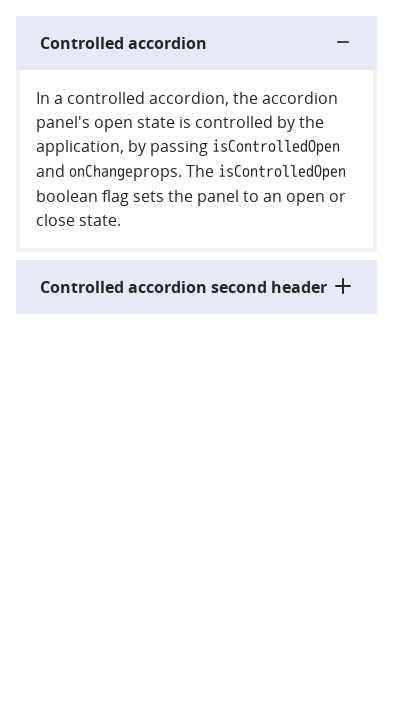 Controlled accordion
In a controlled accordion, the accordion
panel's open state is controlled by the
application, by passing isControlledOpen
and onChangeprops. The isControlledOpen
boolean flag sets the panel to an open or
close state.
Controlled accordion second header